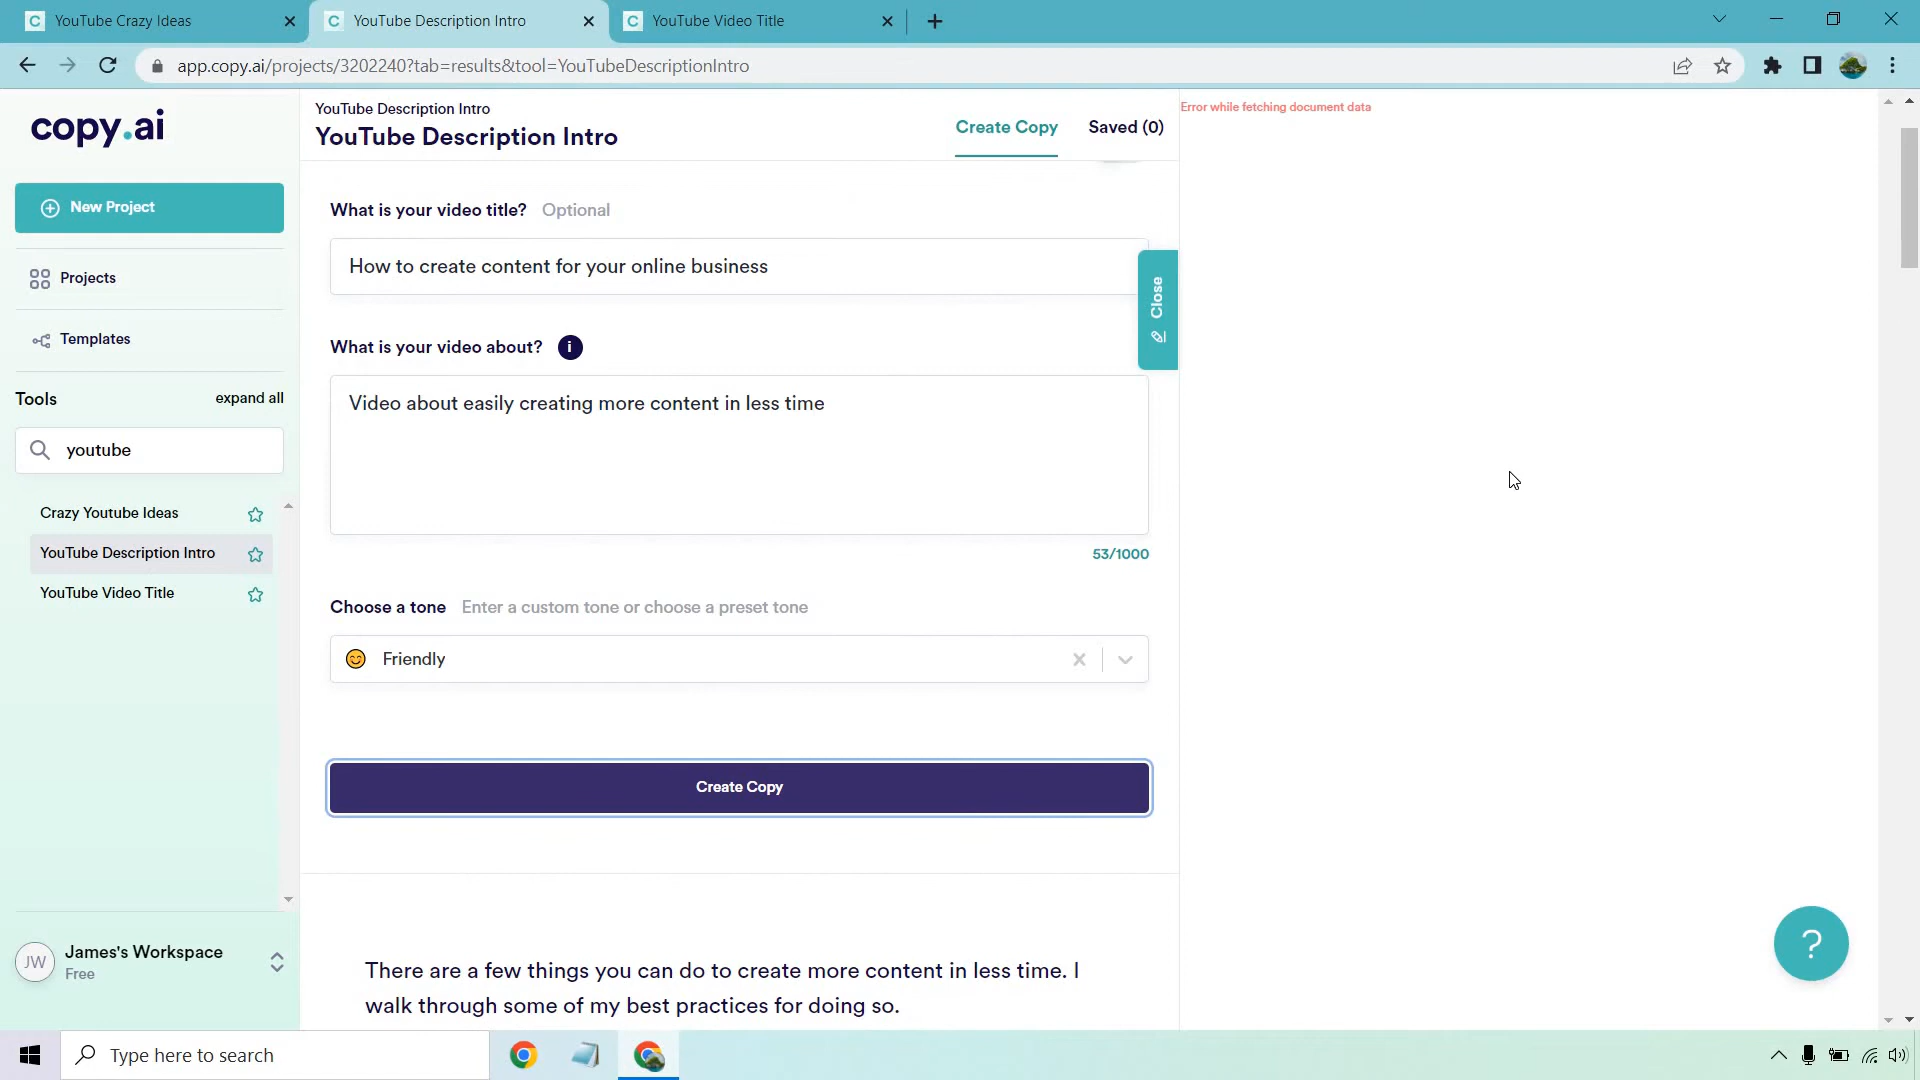 YouTube Crazy Ideas
YouTube Description Intro
YouTube Video Title
app.copy.ai/projects/3202240?tab=results&tool=YouTubeDescriptionIntro
copy.ai
New Project
Projects
Templates
Tools
expand all
youtube
Crazy Youtube Ideas
YouTube Description Intro
YouTube Video Title
JW
James's Workspace
Free
YouTube Description Intro
YouTube Description Intro
Create Copy
Saved (0)
What is your video title? Optional
How to create content for your online business
What is your video about? i
Video about easily creating more content in less time
53/1000
Choose a tone Enter a custom tone or choose a preset tone
Friendly
Create Copy
There are a few things you can do to create more content in less time. I
walk through some of my best practices for doing so.
Close
Error while fetching document data
?
Type here to search